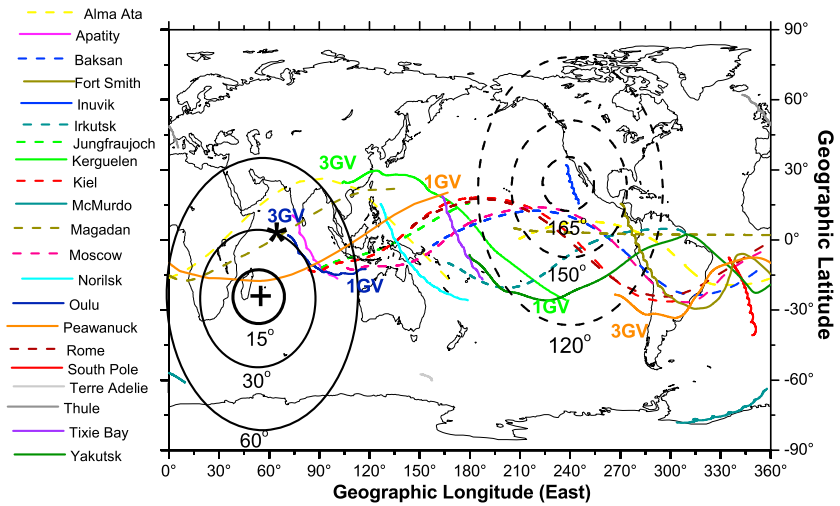 Alma Ata
Apatity
Baksan
Fort Smith
Inuvik
Irkutsk
Jungfraujoch
Kerguelen
Kiel
McMurdo
Magadan
Moscow
Norilsk
Oulu
Peawanuck
Rome
South Pole
Terre Adelie
Thule
Tixie Bay
Yakutsk
90°
60°
30°
0°
-30°
-60°
-90°
Geographic Latitude
3GV
1GV
3GV
1GV
1GV
3GV
165°
150°
120°
15°
30°
60°
0° 30° 60° 90° 120° 150° 180° 210° 240° 270° 300° 330° 360°
Geographic Longitude (East)